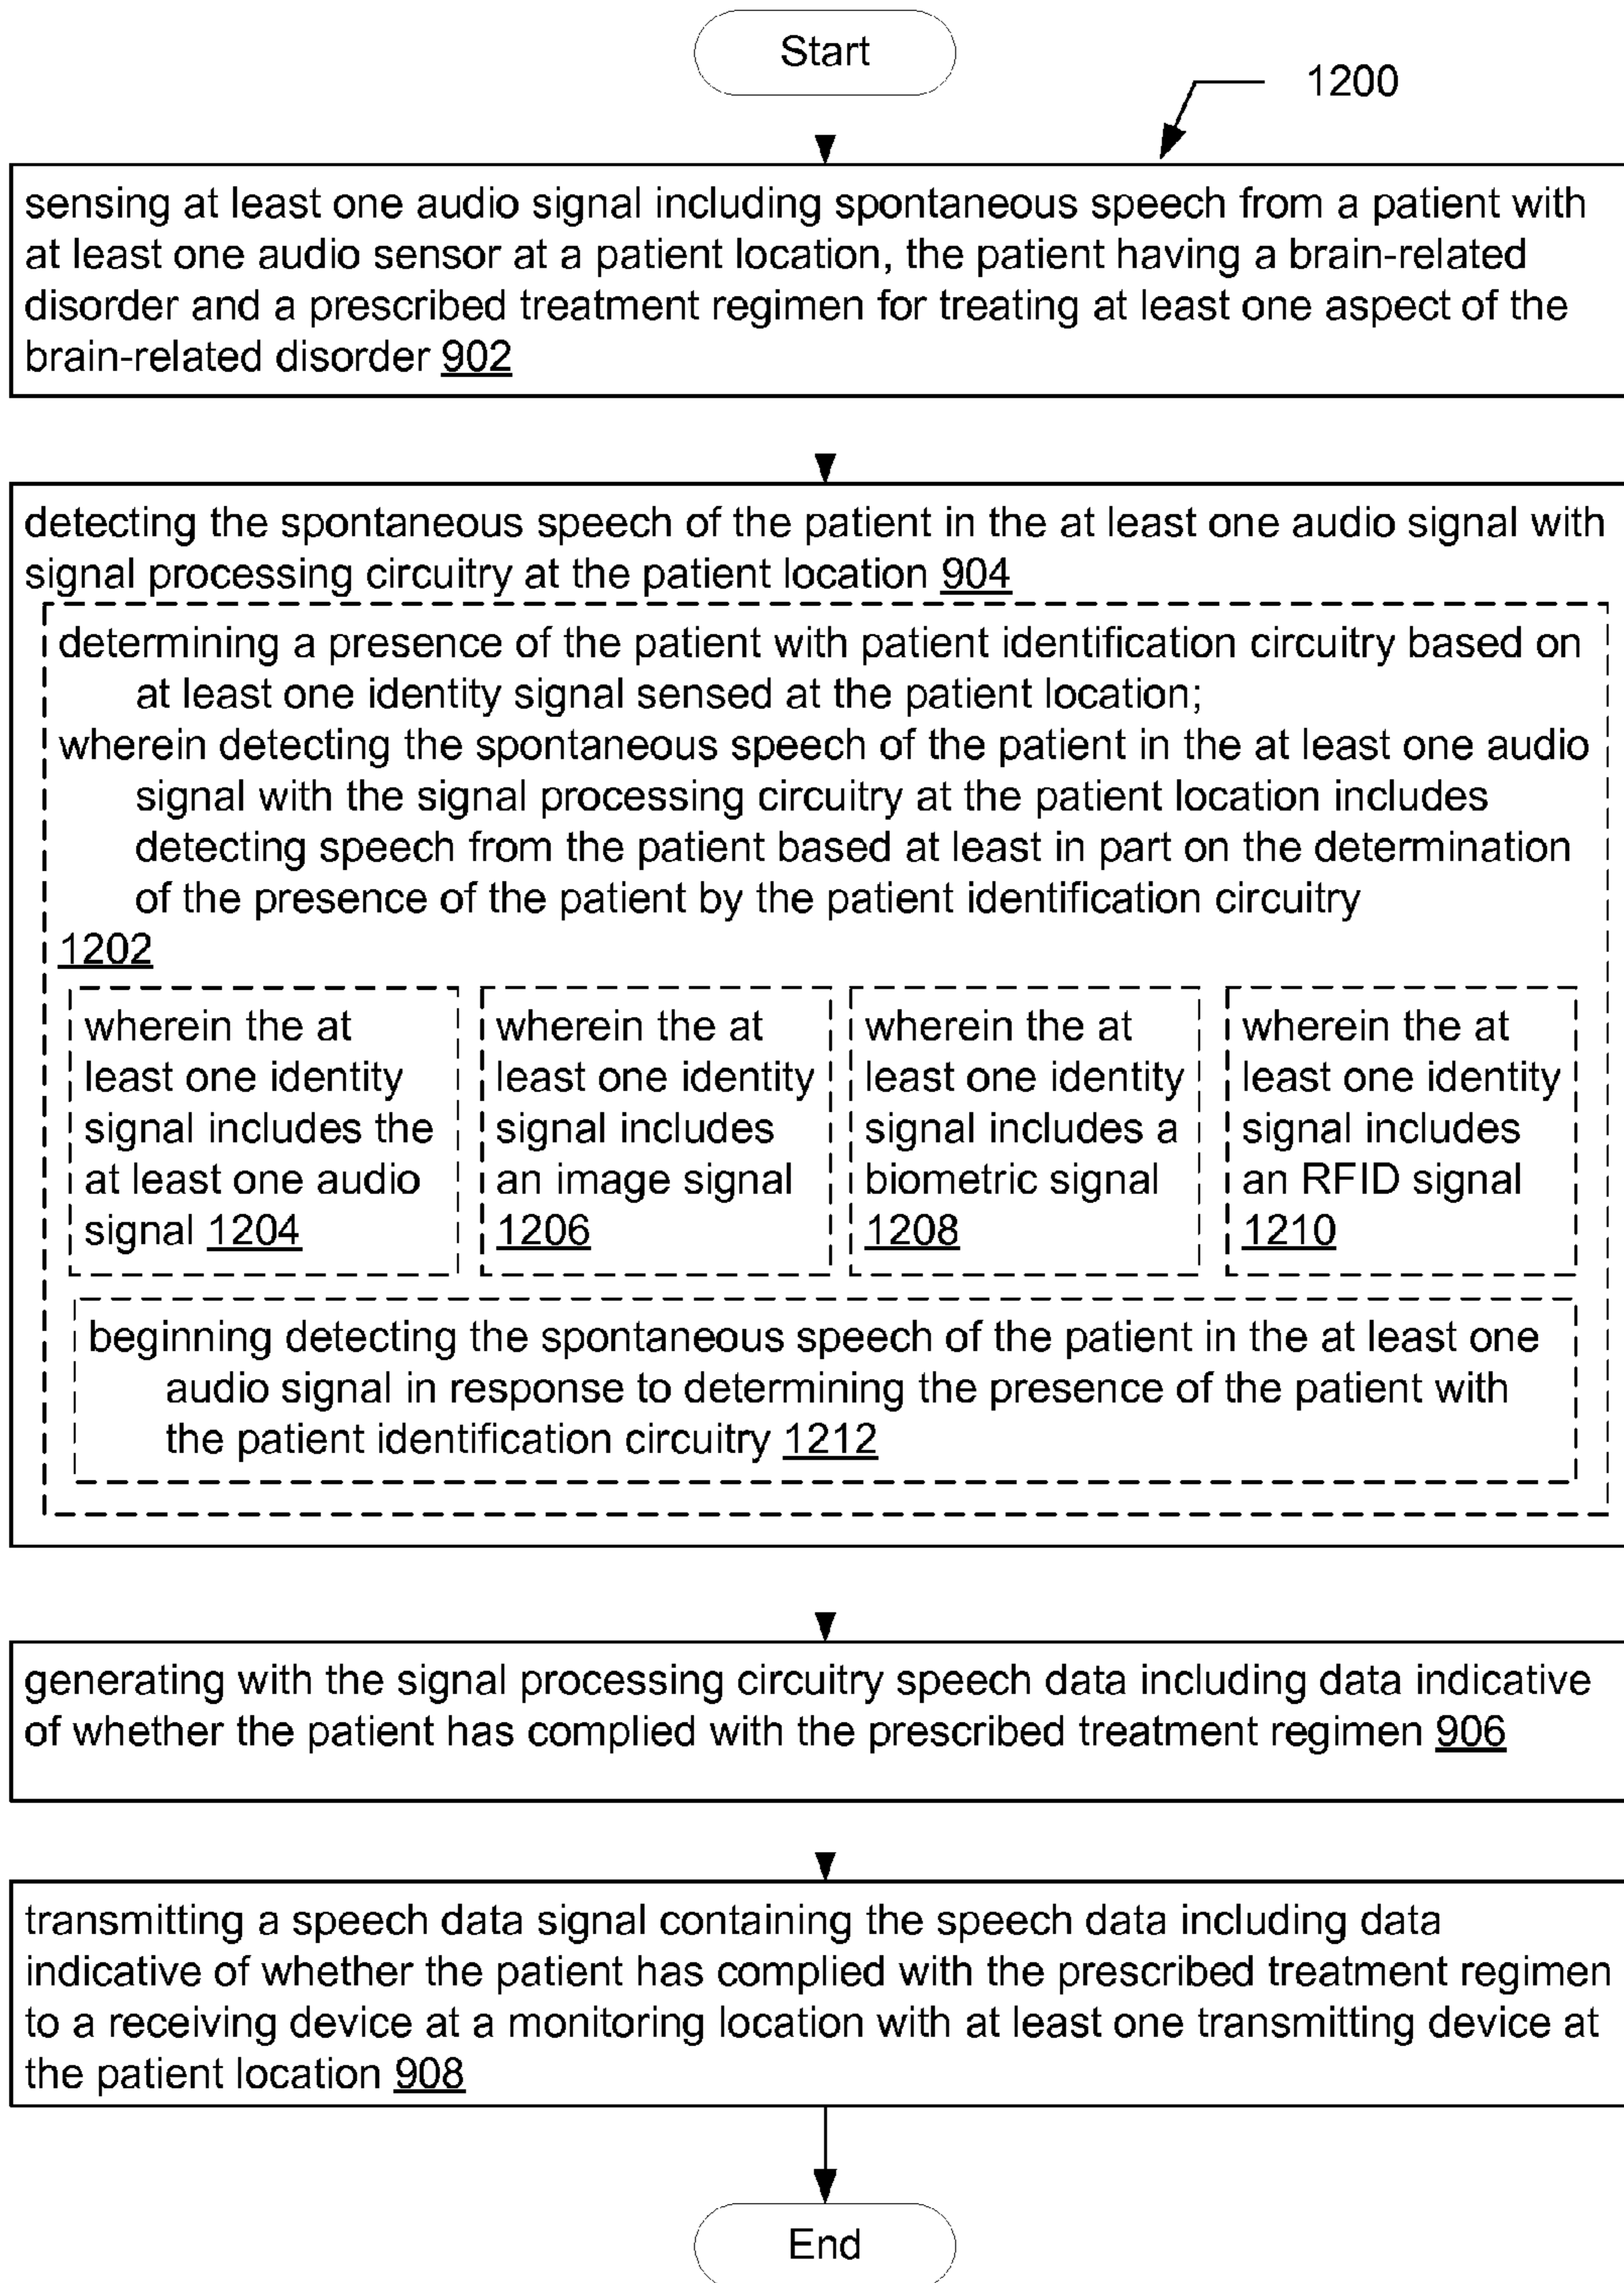 Start
1200
sensing at least one audio signal including spontaneous speech from a patient with
at least one audio sensor at a patient location, the patient having a brain-related
disorder and a prescribed treatment regimen for treating at least one aspect of the
brain-related disorder 902
detecting the spontaneous speech of the patient in the at least one audio signal with
signal processing circuitry at the patient location 904
determining a presence of the patient with patient identification circuitry based on
at least one identity signal sensed at the patient location;
wherein detecting the spontaneous speech of the patient in the at least one audio
signal with the signal processing circuitry at the patient location includes
detecting speech from the patient based at least in part on the determination
of the presence of the patient by the patient identification circuitry
1202
wherein the at
least one identity
signal includes the
at least one audio
signal 1204
wherein the at
least one identity
signal includes
an image signal
1206
wherein the at
least one identity
signal includes a
biometric signal
1208
wherein the at
least one identity
signal includes
an RFID signal
1210
beginning detecting the spontaneous speech of the patient in the at least one
audio signal in response to determining the presence of the patient with
the patient identification circuitry 1212
generating with the signal processing circuitry speech data including data indicative
of whether the patient has complied with the prescribed treatment regimen 906
transmitting a speech data signal containing the speech data including data
indicative of whether the patient has complied with the prescribed treatment regimen
to a receiving device at a monitoring location with at least one transmitting device at
the patient location 908
End